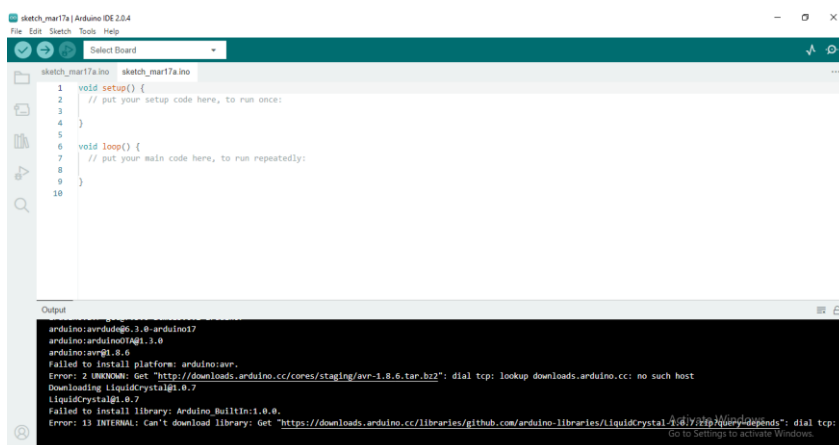 sketch_mar17a | Arduino IDE 2.0.4
File Edit Sketch Tools Help
Select Board
sketch_mar17a.ino sketch_mar17a.ino
1 void setup() {
2 // put your setup code here, to run once:
3
4 }
5
6 void loop() {
7 // put your main code here, to run repeatedly:
8
9 }
10
Output
arduino:avrdude@6.3.0-arduino17
arduino:arduinoOTA@1.3.0
arduino:avr@1.8.6
Failed to install platform: arduino:avr.
Error: 2 UNKNOWN: Get "http://downloads.arduino.cc/cores/staging/avr-1.8.6.tar.bz2": dial tcp: lookup downloads.arduino.cc: no such host
Downloading LiquidCrystal@1.0.7
LiquidCrystal@1.0.7
Failed to install library: Arduino_BuiltIn:1.0.0.
Error: 13 INTERNAL: Can't download library: Get "https://downloads.arduino.cc/libraries/github.com/arduino-libraries/LiquidCrystal-1.0.7.zip?query=depends": dial tcp:
Activate Windows
Go to Settings to activate Windows.